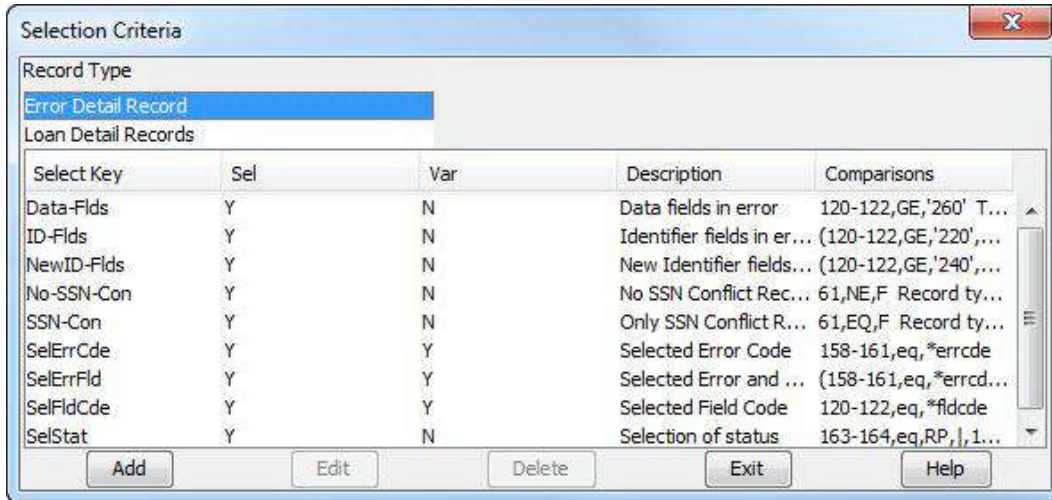 Selection Criteria
Record Type
Error Detail Record
Loan Detail Records
Select Key Sel Var Description Comparisons
Data-Flds Y N Data fields in error 120-122,GE,'260' T...
ID-Flds Y N Identifier fields in er... (120-122,GE,'220',...
NewID-Flds Y N New Identifier fields... (120-122,GE,'240',...
No-SSN-Con Y N No SSN Conflict Rec... 61,NE,F Record ty...
SSN-Con Y N Only SSN Conflict R... 61,EQ,F Record ty...
SelErrCde Y Y Selected Error Code 158-161,eq,*errcde
SelErrFld Y Y Selected Error and ... (158-161,eq,*errcd...
SelFldCde Y Y Selected Field Code 120-122,eq,*fldcde
SelStat Y N Selection of status 163-164,eq,RP,|,1...
Add Edit Delete Exit Help